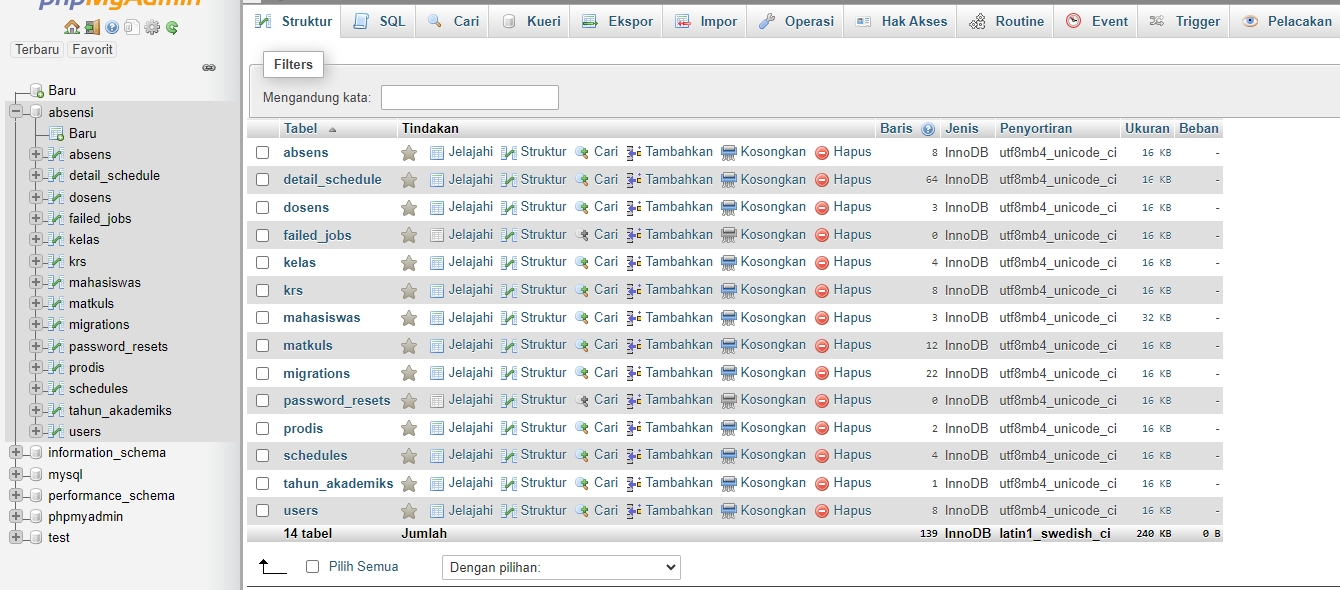 phpMyAdmin
Terbaru Favorit
Baru
absensi
Baru
absens
detail_schedule
dosens
failed_jobs
kelas
krs
mahasiswas
matkuls
migrations
password_resets
prodis
schedules
tahun_akademiks
users
information_schema
mysql
performance_schema
phpmyadmin
test
Struktur SQL Cari Kueri Ekspor Impor Operasi Hak Akses Routine Event Trigger Pelacakan
Filters
Mengandung kata:
Tabel Tindakan Baris Jenis Penyortiran Ukuran Beban
absens Jelajahi Struktur Cari Tambahkan Kosongkan Hapus 8 InnoDB utf8mb4_unicode_ci 16 KB -
detail_schedule Jelajahi Struktur Cari Tambahkan Kosongkan Hapus 64 InnoDB utf8mb4_unicode_ci 16 KB -
dosens Jelajahi Struktur Cari Tambahkan Kosongkan Hapus 3 InnoDB utf8mb4_unicode_ci 16 KB -
failed_jobs Jelajahi Struktur Cari Tambahkan Kosongkan Hapus 0 InnoDB utf8mb4_unicode_ci 16 KB -
kelas Jelajahi Struktur Cari Tambahkan Kosongkan Hapus 4 InnoDB utf8mb4_unicode_ci 16 KB -
krs Jelajahi Struktur Cari Tambahkan Kosongkan Hapus 8 InnoDB utf8mb4_unicode_ci 16 KB -
mahasiswas Jelajahi Struktur Cari Tambahkan Kosongkan Hapus 3 InnoDB utf8mb4_unicode_ci 32 KB -
matkuls Jelajahi Struktur Cari Tambahkan Kosongkan Hapus 12 InnoDB utf8mb4_unicode_ci 16 KB -
migrations Jelajahi Struktur Cari Tambahkan Kosongkan Hapus 22 InnoDB utf8mb4_unicode_ci 16 KB -
password_resets Jelajahi Struktur Cari Tambahkan Kosongkan Hapus 0 InnoDB utf8mb4_unicode_ci 16 KB -
prodis Jelajahi Struktur Cari Tambahkan Kosongkan Hapus 2 InnoDB utf8mb4_unicode_ci 16 KB -
schedules Jelajahi Struktur Cari Tambahkan Kosongkan Hapus 4 InnoDB utf8mb4_unicode_ci 16 KB -
tahun_akademiks Jelajahi Struktur Cari Tambahkan Kosongkan Hapus 1 InnoDB utf8mb4_unicode_ci 16 KB -
users Jelajahi Struktur Cari Tambahkan Kosongkan Hapus 8 InnoDB utf8mb4_unicode_ci 16 KB -
14 tabel Jumlah 139 InnoDB latin1_swedish_ci 240 KB 0 B
Pilih Semua Dengan pilihan: